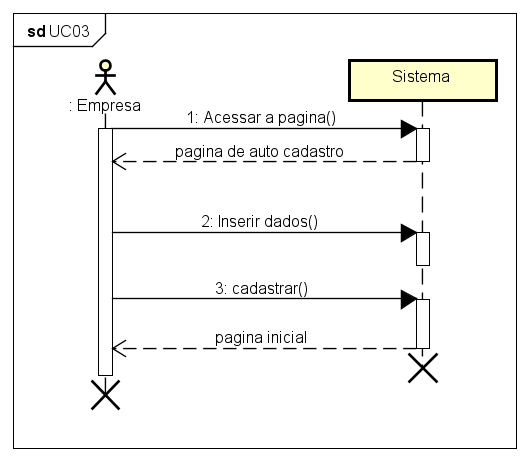 sd UC03
: Empresa
Sistema
1: Acessar a pagina()
pagina de auto cadastro
2: Inserir dados()
3: cadastrar()
pagina inicial